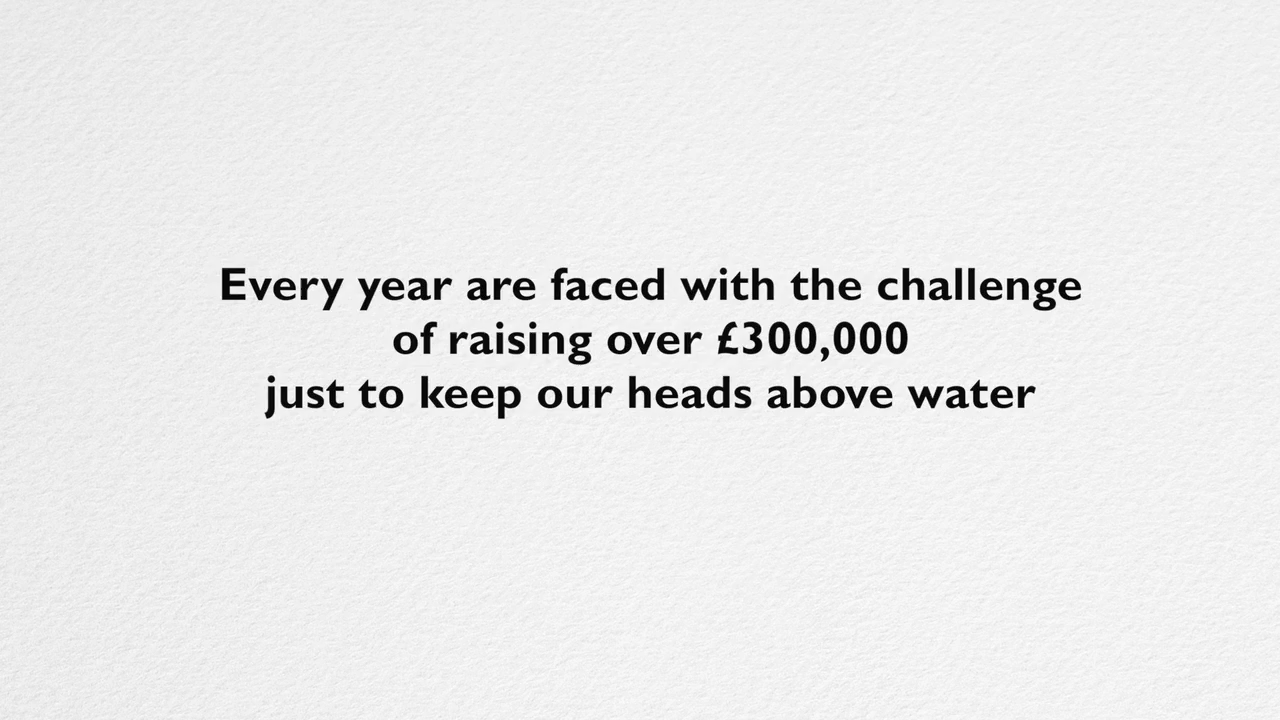 Every year are faced with the challenge
of raising over £300,000
just to keep our heads above water